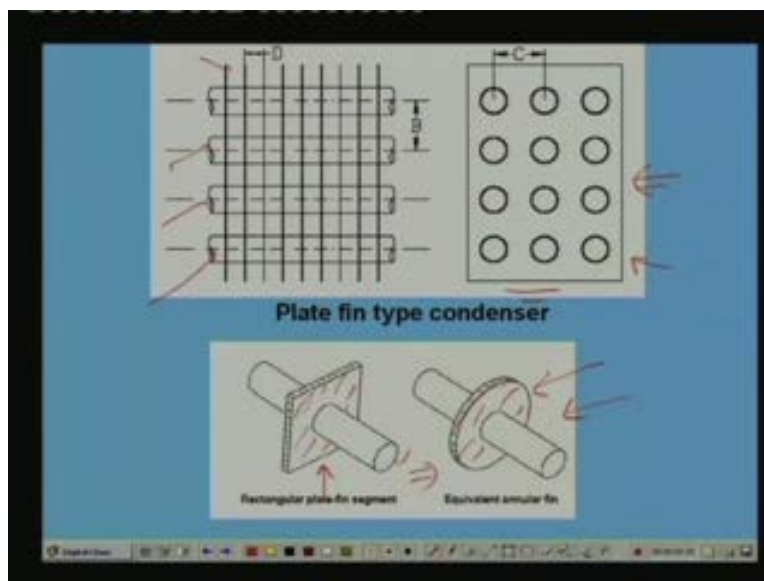 D
C
B
Plate fin type condenser
Rectangular plate-fin segment
Equivalent annular fin